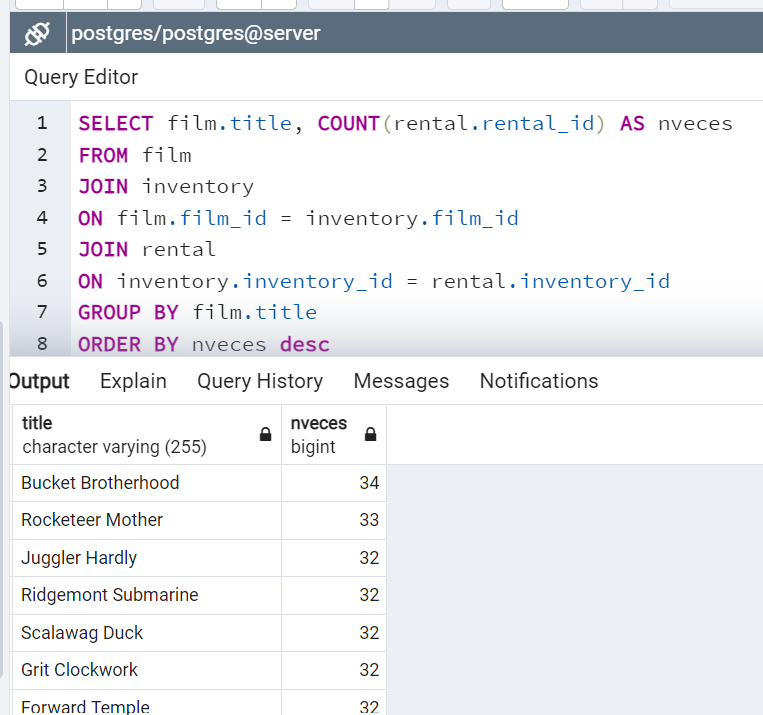 postgres/postgres@server
Query Editor
1 SELECT film.title, COUNT(rental.rental_id) AS nveces
2 FROM film
3 JOIN inventory
4 ON film.film_id = inventory.film_id
5 JOIN rental
6 ON inventory.inventory_id = rental.inventory_id
7 GROUP BY film.title
8 ORDER BY nveces desc
Output Explain Query History Messages Notifications
title nveces
character varying (255) bigint
Bucket Brotherhood 34
Rocketeer Mother 33
Juggler Hardly 32
Ridgemont Submarine 32
Scalawag Duck 32
Grit Clockwork 32
Forward Temple 32